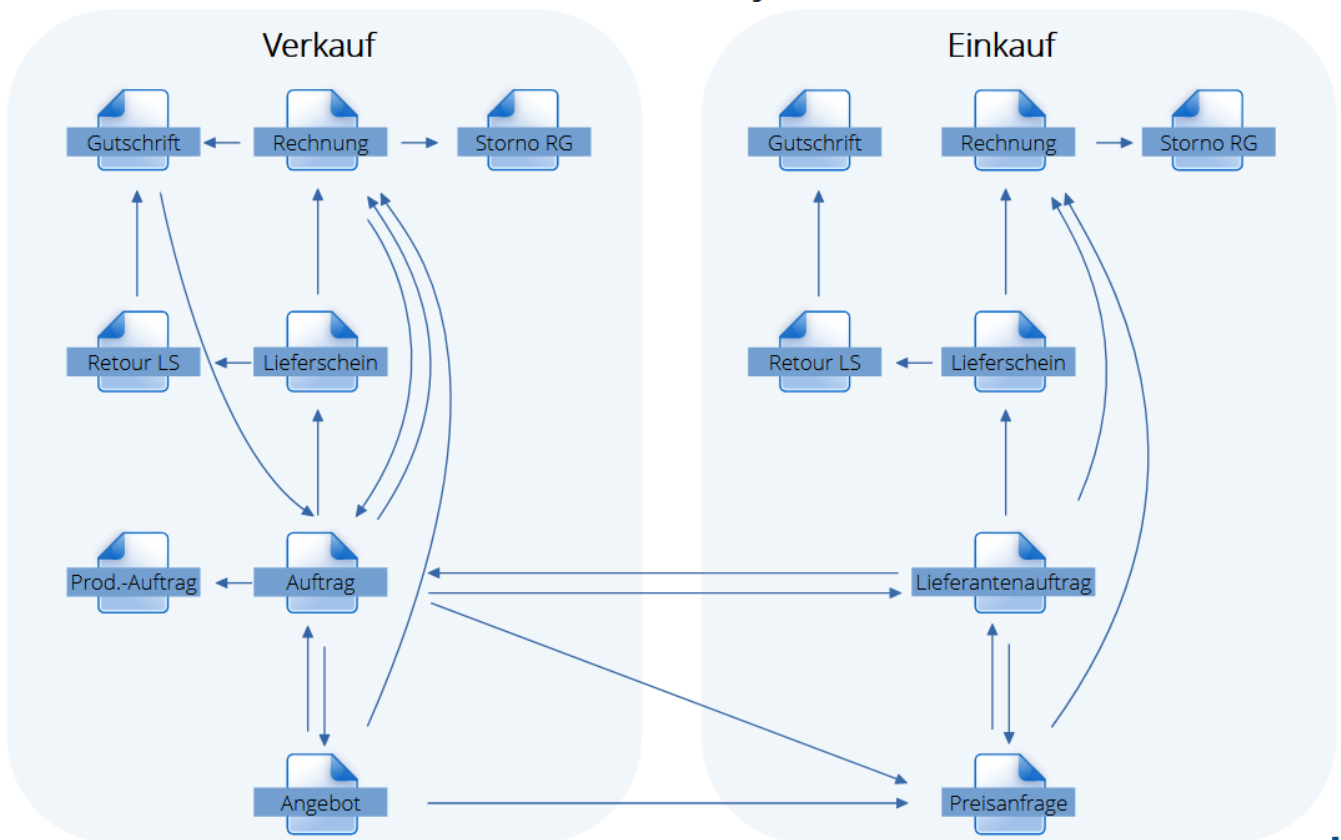 Verkauf
Einkauf
Gutschrift
Rechnung
Storno RG
Gutschrift
Rechnung
Storno RG
Retour LS
Lieferschein
Retour LS
Lieferschein
Prod.-Auftrag
Auftrag
Lieferantenauftrag
Angebot
Preisanfrage